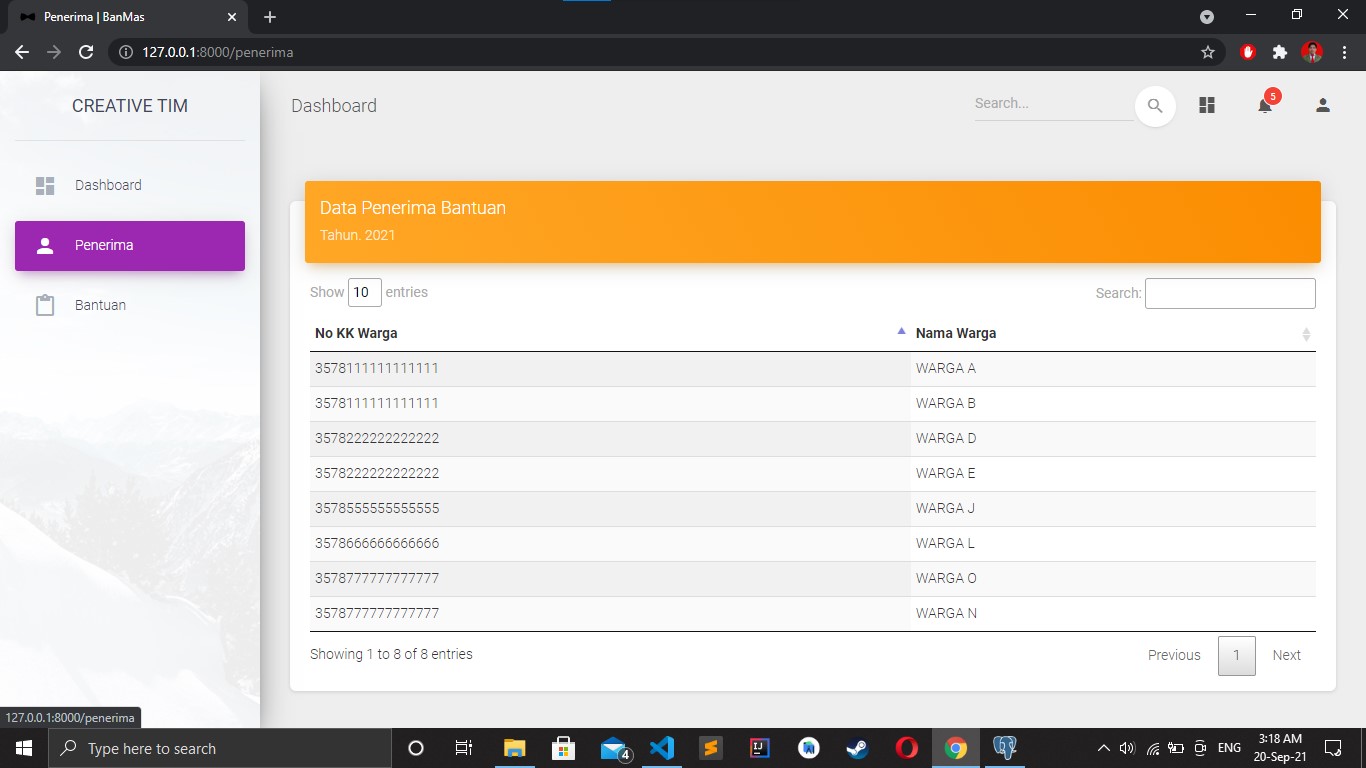 Penerima | BanMas
127.0.0.1:8000/penerima
CREATIVE TIM
Dashboard
Search...
5
Dashboard
Penerima
Bantuan
Data Penerima Bantuan
Tahun. 2021
Show 10 entries
Search:
No KK Warga Nama Warga
3578111111111111 WARGA A
3578111111111111 WARGA B
3578222222222222 WARGA D
3578222222222222 WARGA E
3578555555555555 WARGA J
3578666666666666 WARGA L
3578777777777777 WARGA O
3578777777777777 WARGA N
Showing 1 to 8 of 8 entries
Previous 1 Next
127.0.0.1:8000/penerima
Type here to search
4
IJ
ENG
3:18 AM
20-Sep-21